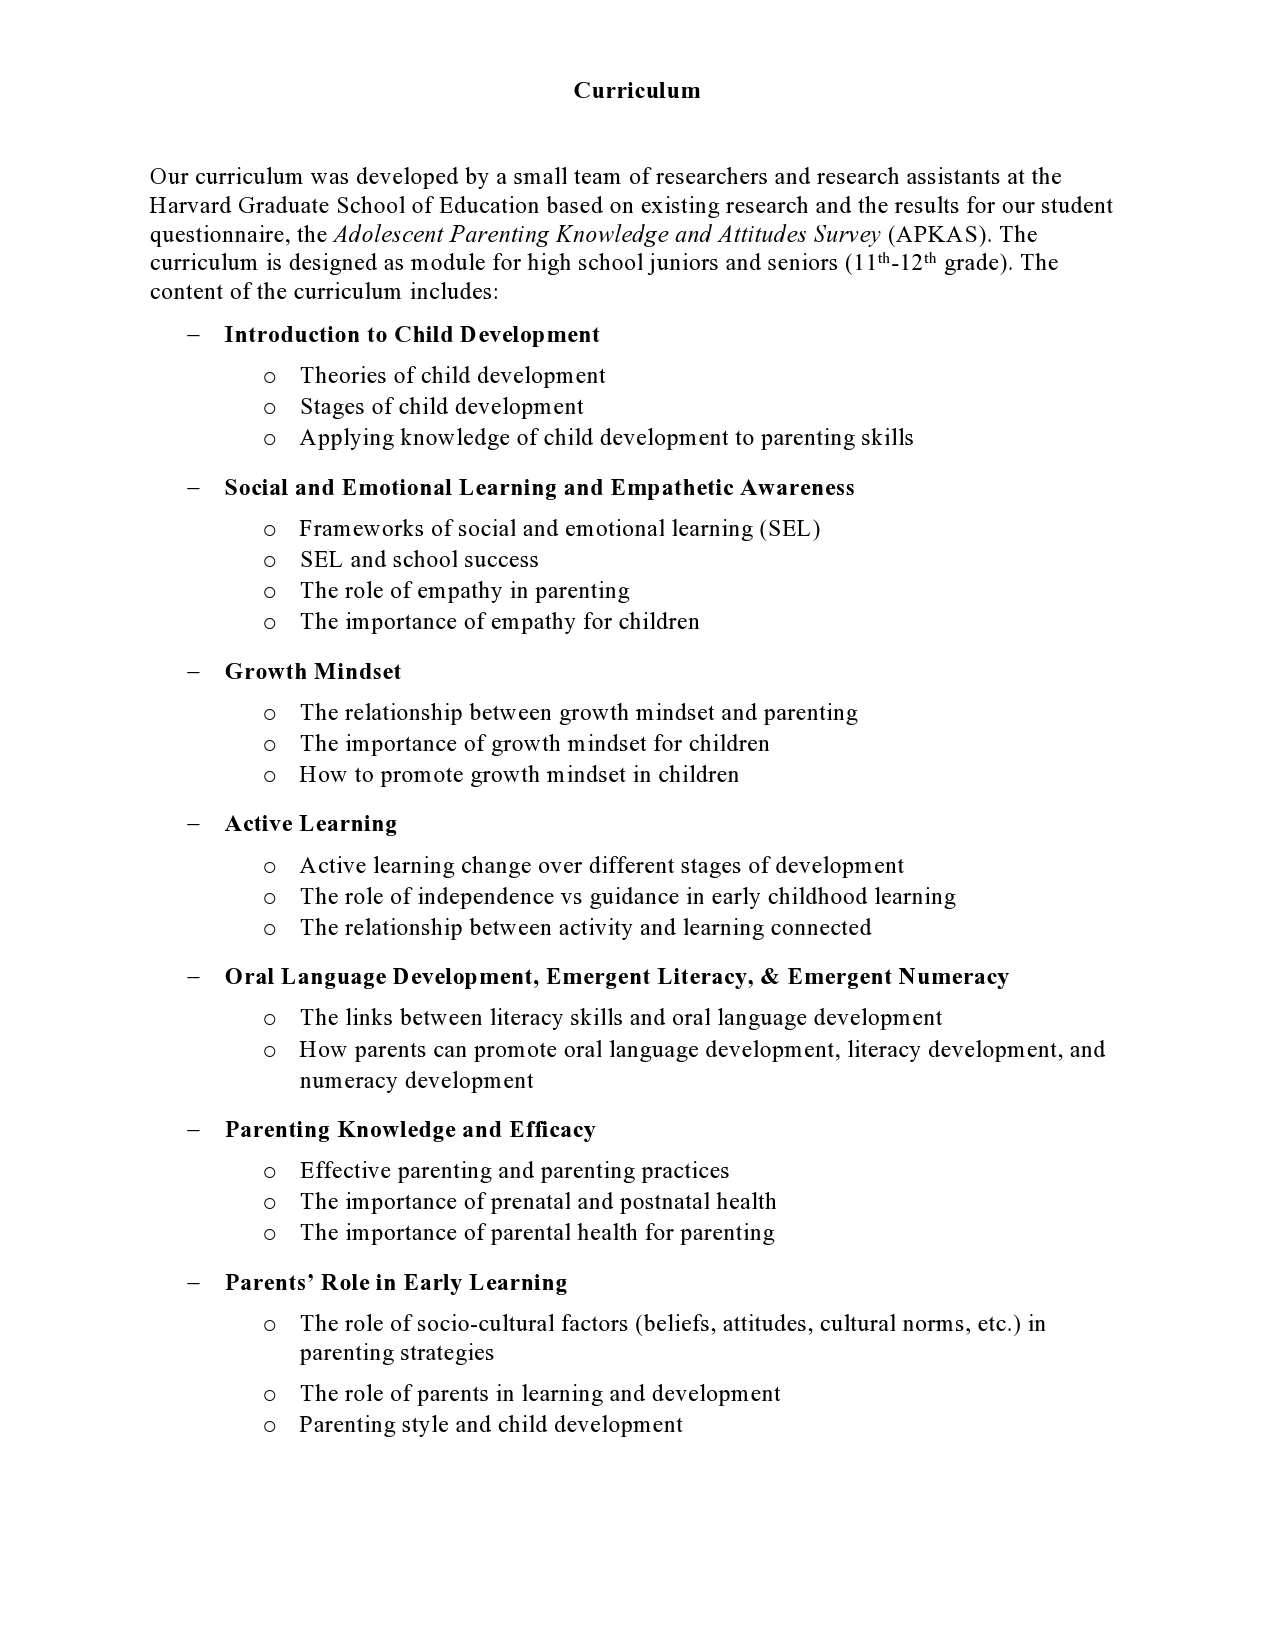 Curriculum
Our curriculum was developed by a small team of researchers and research assistants at the
Harvard Graduate School of Education based on existing research and the results for our student
questionnaire, the Adolescent Parenting Knowledge and Attitudes Survey (APKAS). The
curriculum is designed as module for high school juniors and seniors (11th-12th grade). The
content of the curriculum includes:
– Introduction to Child Development
o Theories of child development
o Stages of child development
o Applying knowledge of child development to parenting skills
– Social and Emotional Learning and Empathetic Awareness
o Frameworks of social and emotional learning (SEL)
o SEL and school success
o The role of empathy in parenting
o The importance of empathy for children
– Growth Mindset
o The relationship between growth mindset and parenting
o The importance of growth mindset for children
o How to promote growth mindset in children
– Active Learning
o Active learning change over different stages of development
o The role of independence vs guidance in early childhood learning
o The relationship between activity and learning connected
– Oral Language Development, Emergent Literacy, & Emergent Numeracy
o The links between literacy skills and oral language development
o How parents can promote oral language development, literacy development, and
numeracy development
– Parenting Knowledge and Efficacy
o Effective parenting and parenting practices
o The importance of prenatal and postnatal health
o The importance of parental health for parenting
– Parents’ Role in Early Learning
o The role of socio-cultural factors (beliefs, attitudes, cultural norms, etc.) in
parenting strategies
o The role of parents in learning and development
o Parenting style and child development